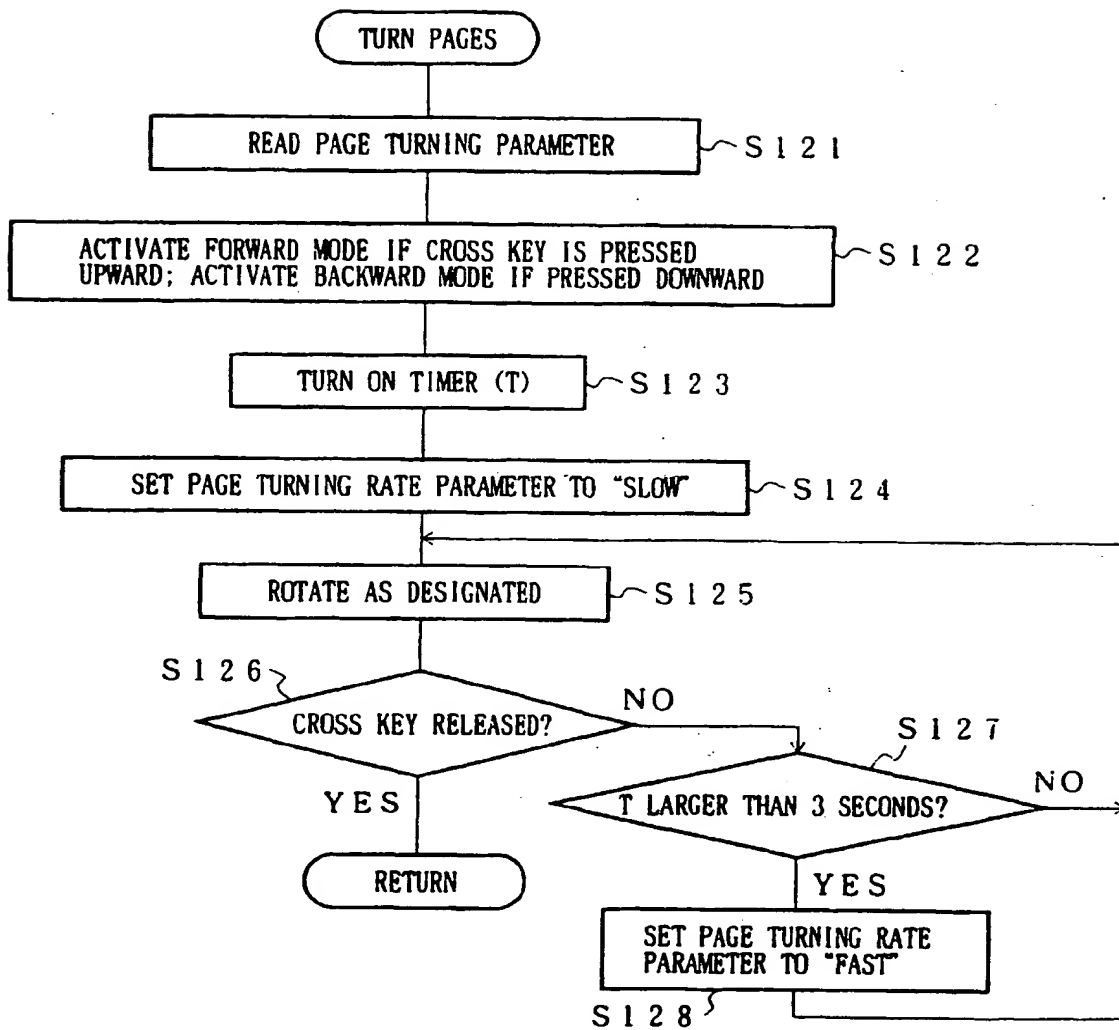 TURN PAGES
READ PAGE TURNING PARAMETER
S121
ACTIVATE FORWARD MODE IF CROSS KEY IS PRESSED
UPWARD; ACTIVATE BACKWARD MODE IF PRESSED DOWNWARD
S122
TURN ON TIMER (T)
S123
SET PAGE TURNING RATE PARAMETER TO "SLOW"
S124
ROTATE AS DESIGNATED
S125
S126
CROSS KEY RELEASED?
NO
YES
S127
T LARGER THAN 3 SECONDS?
NO
RETURN
YES
SET PAGE TURNING RATE
PARAMETER TO "FAST"
S128